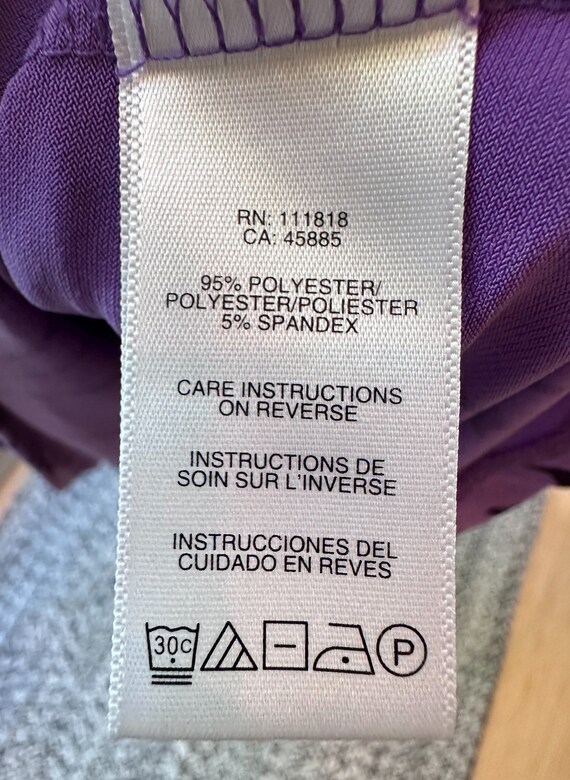 RN: 111818
CA: 45885
95% POLYESTER/
POLYESTER/POLIESTER
5% SPANDEX
CARE INSTRUCTIONS
ON REVERSE
INSTRUCTIONS DE
SOIN SUR L'INVERSE
INSTRUCCIONES DEL
CUIDADO EN REVES
30C P